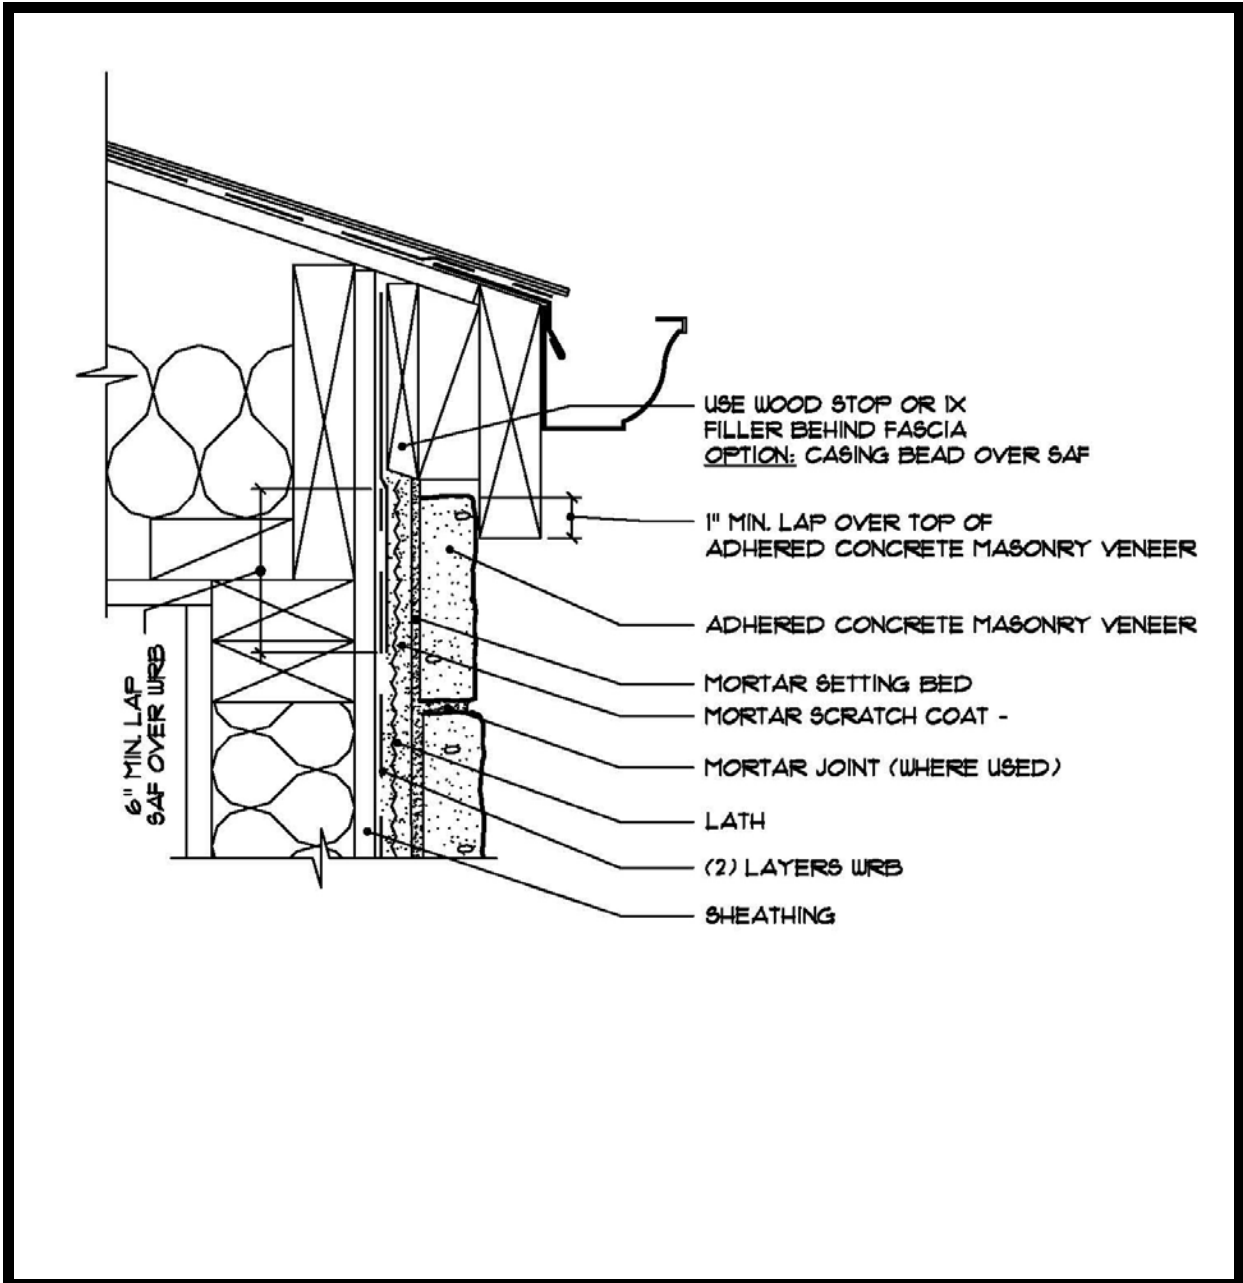 USE WOOD STOP OR 1X
FILLER BEHIND FASCIA
OPTION: CASING BEAD OVER SAF
1" MIN. LAP OVER TOP OF
ADHERED CONCRETE MASONRY VENEER
ADHERED CONCRETE MASONRY VENEER
6" MIN. LAP
SAF OVER WRB
MORTAR SETTING BED
MORTAR SCRATCH COAT -
MORTAR JOINT (WHERE USED)
LATH
(2) LAYERS WRB
SHEATHING